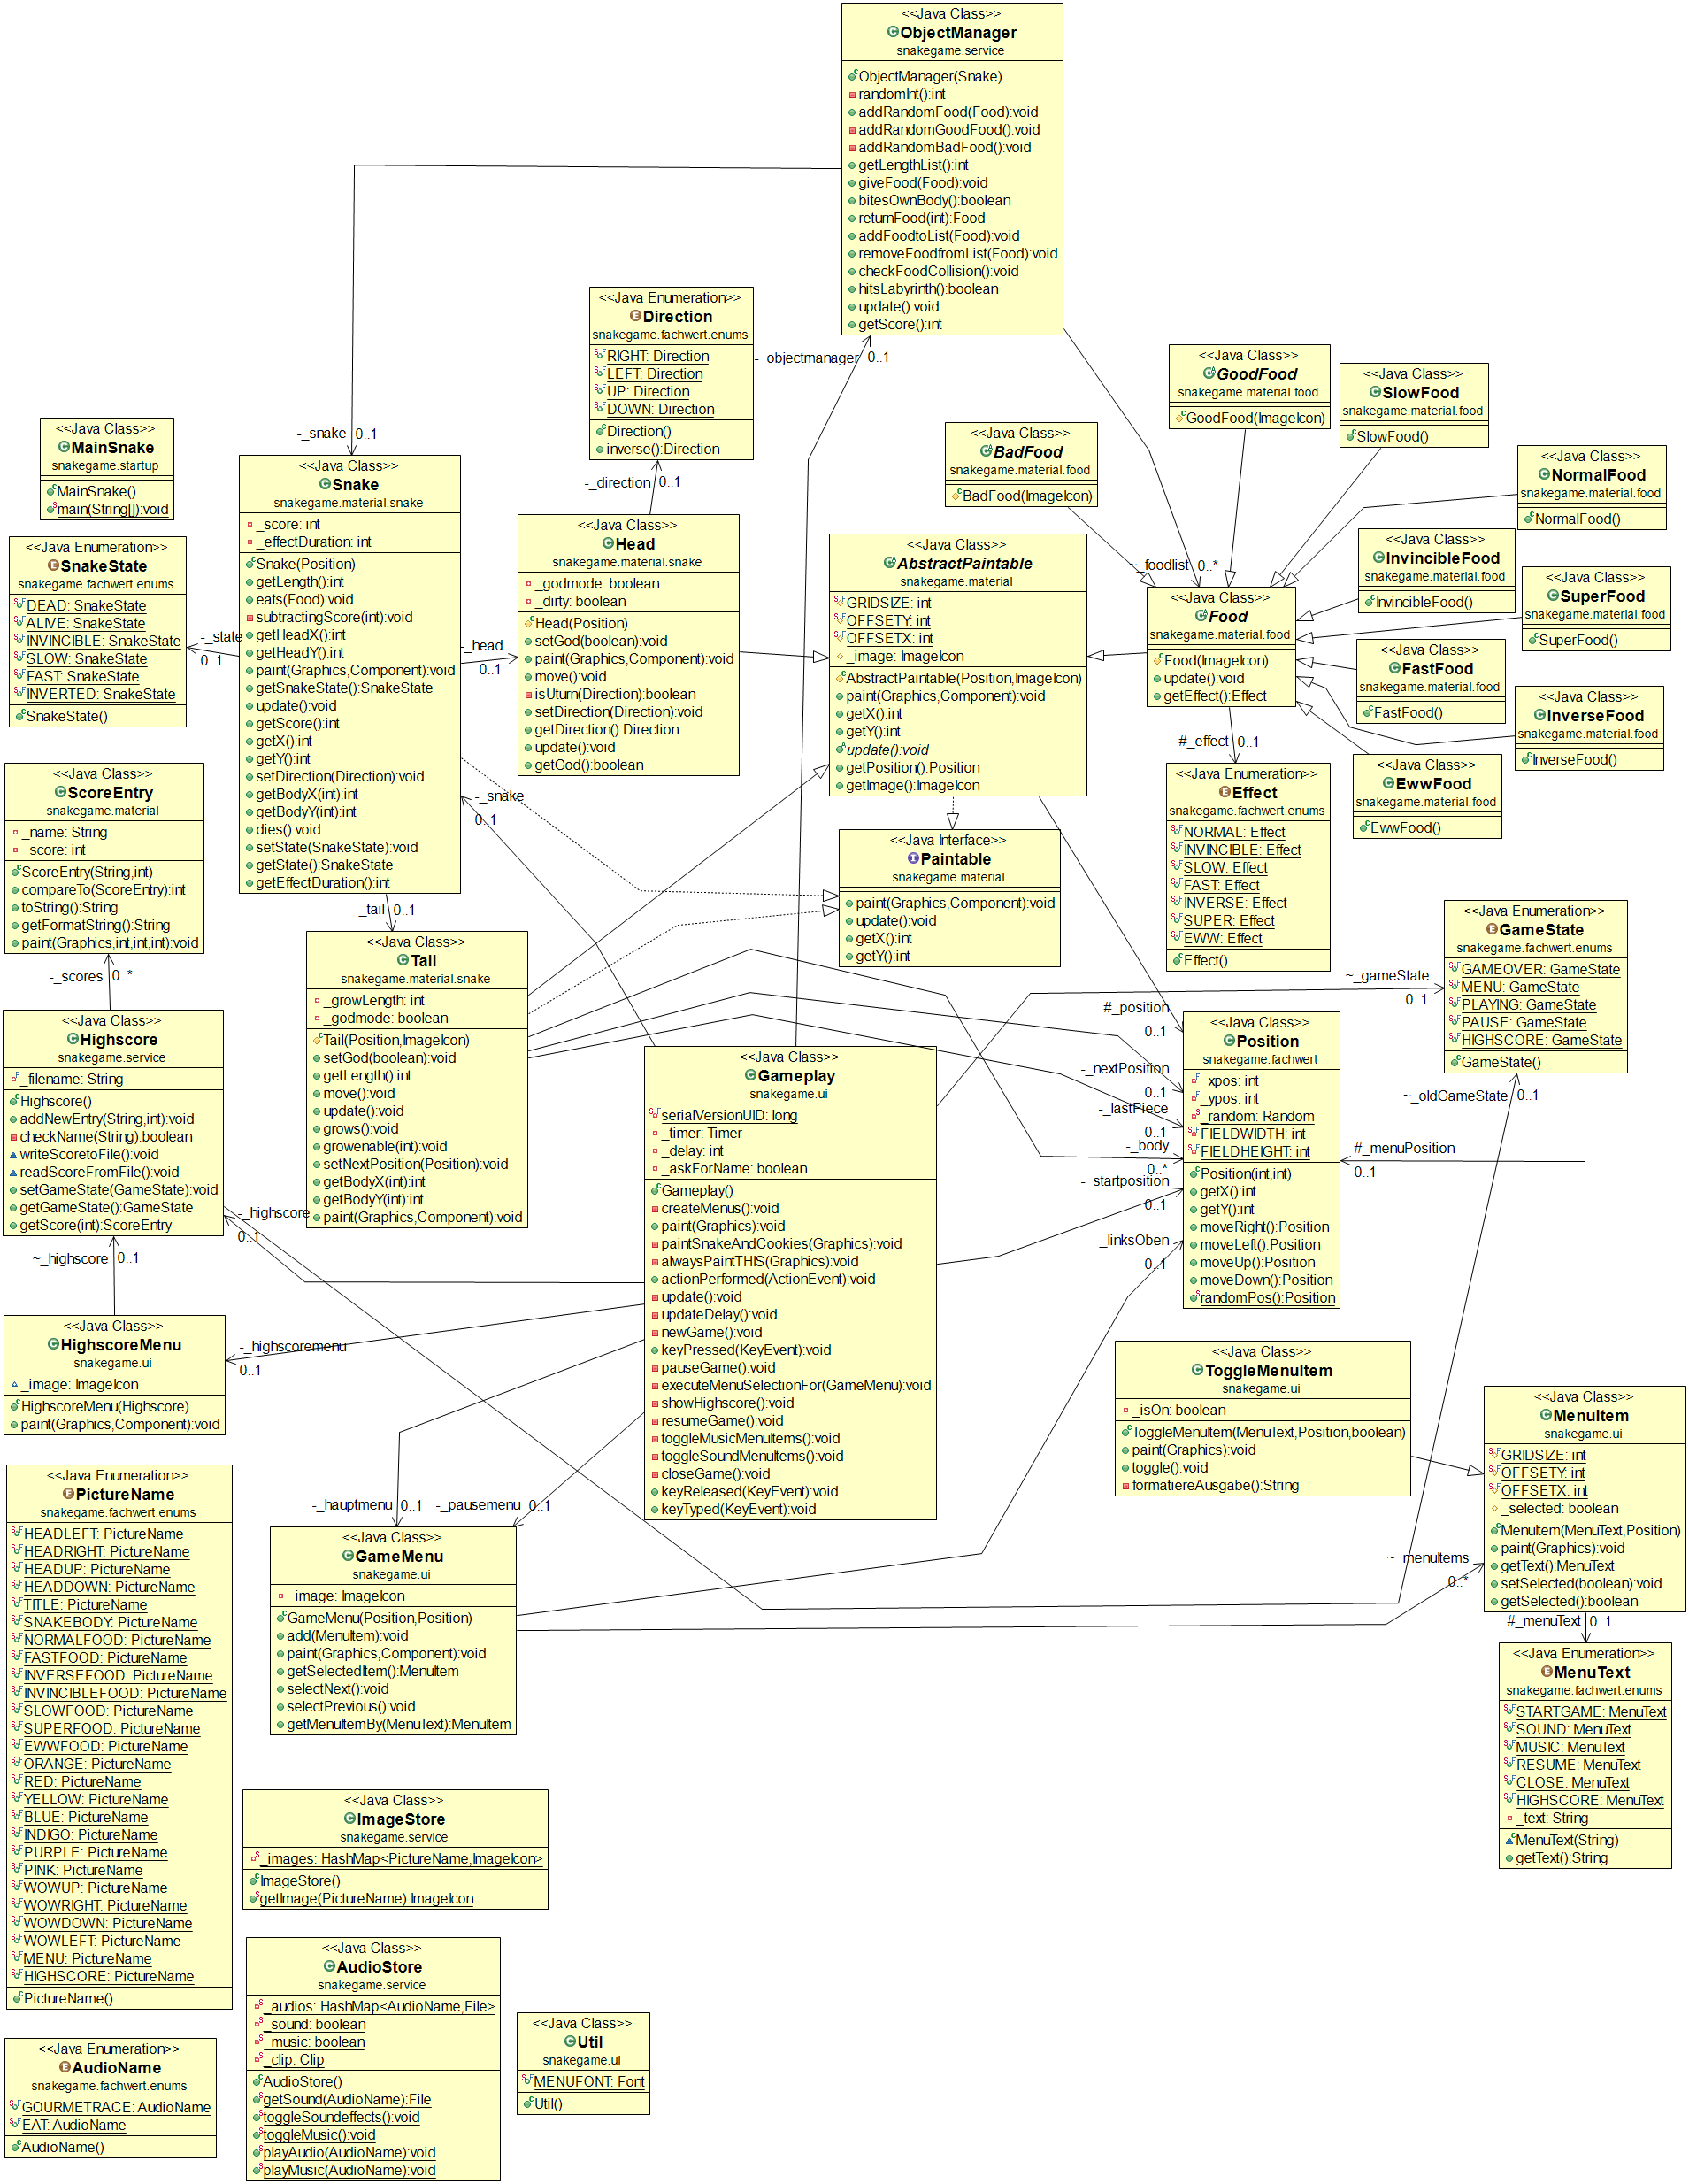 <<Java Class>>
ObjectManager
snakegame.service
ObjectManager(Snake)
randomInt():int
addRandomFood(Food):void
addRandomGoodFood():void
addRandomBadFood():void
getLengthList():int
giveFood(Food):void
bitesOwnBody():boolean
returnFood(int):Food
addFoodtoList(Food):void
removeFoodfromList(Food):void
checkFoodCollision():void
hitsLabyrinth():boolean
update():void
getScore():int
<<Java Enumeration>>
Direction
snakegame.fachwert.enums
RIGHT: Direction
LEFT: Direction
UP: Direction
DOWN: Direction
Direction()
inverse():Direction
-_objectmanager
0..1
-_direction
0..1
<<Java Class>>
GoodFood
snakegame.material.food
GoodFood(ImageIcon)
<<Java Class>>
SlowFood
snakegame.material.food
SlowFood()
<<Java Class>>
BadFood
snakegame.material.food
BadFood(ImageIcon)
<<Java Class>>
NormalFood
snakegame.material.food
NormalFood()
<<Java Class>>
InvincibleFood
snakegame.material.food
InvincibleFood()
<<Java Class>>
SuperFood
snakegame.material.food
SuperFood()
<<Java Class>>
FastFood
snakegame.material.food
FastFood()
<<Java Class>>
InverseFood
snakegame.material.food
InverseFood()
<<Java Class>>
EwwFood
snakegame.material.food
EwwFood()
~_foodlist
0..*
<<Java Class>>
Food
snakegame.material.food
Food(ImageIcon)
update():void
getEffect():Effect
#_effect
0..1
<<Java Enumeration>>
Effect
snakegame.fachwert.enums
NORMAL: Effect
INVINCIBLE: Effect
SLOW: Effect
FAST: Effect
INVERSE: Effect
SUPER: Effect
EWW: Effect
Effect()
<<Java Class>>
MainSnake
snakegame.startup
MainSnake()
main(String[]):void
<<Java Enumeration>>
SnakeState
snakegame.fachwert.enums
DEAD: SnakeState
ALIVE: SnakeState
INVINCIBLE: SnakeState
SLOW: SnakeState
FAST: SnakeState
INVERTED: SnakeState
SnakeState()
-_state
0..1
-_snake
0..1
<<Java Class>>
Snake
snakegame.material.snake
_score: int
_effectDuration: int
Snake(Position)
getLength():int
eats(Food):void
subtractingScore(int):void
getHeadX():int
getHeadY():int
paint(Graphics,Component):void
getSnakeState():SnakeState
update():void
getScore():int
getX():int
getY():int
setDirection(Direction):void
getBodyX(int):int
getBodyY(int):int
dies():void
setState(SnakeState):void
getState():SnakeState
getEffectDuration():int
-_head
0..1
<<Java Class>>
Head
snakegame.material.snake
_godmode: boolean
_dirty: boolean
Head(Position)
setGod(boolean):void
paint(Graphics,Component):void
move():void
isUturn(Direction):boolean
setDirection(Direction):void
getDirection():Direction
update():void
getGod():boolean
-_snake
0..1
<<Java Class>>
AbstractPaintable
snakegame.material
GRIDSIZE: int
OFFSETY: int
OFFSETX: int
_image: ImageIcon
AbstractPaintable(Position,ImageIcon)
paint(Graphics,Component):void
getX():int
getY():int
update():void
getPosition():Position
getImage():ImageIcon
<<Java Interface>>
Paintable
snakegame.material
paint(Graphics,Component):void
update():void
getX():int
getY():int
<<Java Class>>
ScoreEntry
snakegame.material
_name: String
_score: int
ScoreEntry(String,int)
compareTo(ScoreEntry):int
toString():String
getFormatString():String
paint(Graphics,int,int,int):void
-_scores
0..*
-_tail
0..1
<<Java Class>>
Tail
snakegame.material.snake
_growLength: int
_godmode: boolean
Tail(Position,ImageIcon)
setGod(boolean):void
getLength():int
move():void
update():void
grows():void
growenable(int):void
setNextPosition(Position):void
getBodyX(int):int
getBodyY(int):int
paint(Graphics,Component):void
<<Java Class>>
Highscore
snakegame.service
_filename: String
Highscore()
addNewEntry(String,int):void
checkName(String):boolean
writeScoretoFile():void
readScoreFromFile():void
setGameState(GameState):void
getGameState():GameState
getScore(int):ScoreEntry
-_highscore
0..1
~_highscore
0..1
<<Java Class>>
HighscoreMenu
snakegame.ui
_image: ImageIcon
HighscoreMenu(Highscore)
paint(Graphics,Component):void
-_highscoremenu
0..1
<<Java Class>>
Gameplay
snakegame.ui
serialVersionUID: long
_timer: Timer
_delay: int
_askForName: boolean
Gameplay()
createMenus():void
paint(Graphics):void
paintSnakeAndCookies(Graphics):void
alwaysPaintTHIS(Graphics):void
actionPerformed(ActionEvent):void
update():void
updateDelay():void
newGame():void
keyPressed(KeyEvent):void
pauseGame():void
executeMenuSelectionFor(GameMenu):void
showHighscore():void
resumeGame():void
toggleMusicMenuItems():void
toggleSoundMenuItems():void
closeGame():void
keyReleased(KeyEvent):void
keyTyped(KeyEvent):void
#_position
0..1
-_nextPosition
0..1
-_lastPiece
0..1
-_body
0..*
-_startposition
0..1
-_linksOben
0..1
<<Java Class>>
Position
snakegame.fachwert
_xpos: int
_ypos: int
_random: Random
FIELDWIDTH: int
FIELDHEIGHT: int
Position(int,int)
getX():int
getY():int
moveRight():Position
moveLeft():Position
moveUp():Position
moveDown():Position
randomPos():Position
~_gameState
0..1
<<Java Enumeration>>
GameState
snakegame.fachwert.enums
GAMEOVER: GameState
MENU: GameState
PLAYING: GameState
PAUSE: GameState
HIGHSCORE: GameState
GameState()
~_oldGameState
0..1
#_menuPosition
0..1
<<Java Class>>
ToggleMenuItem
snakegame.ui
_isOn: boolean
ToggleMenuItem(MenuText,Position,boolean)
paint(Graphics):void
toggle():void
formatiereAusgabe():String
<<Java Class>>
MenuItem
snakegame.ui
GRIDSIZE: int
OFFSETY: int
OFFSETX: int
_selected: boolean
MenuItem(MenuText,Position)
paint(Graphics):void
getText():MenuText
setSelected(boolean):void
getSelected():boolean
~_menuItems
0..*
#_menuText
0..1
<<Java Enumeration>>
MenuText
snakegame.fachwert.enums
STARTGAME: MenuText
SOUND: MenuText
MUSIC: MenuText
RESUME: MenuText
CLOSE: MenuText
HIGHSCORE: MenuText
_text: String
MenuText(String)
getText():String
-_hauptmenu
0..1
-_pausemenu
0..1
<<Java Class>>
GameMenu
snakegame.ui
_image: ImageIcon
GameMenu(Position,Position)
add(MenuItem):void
paint(Graphics,Component):void
getSelectedItem():MenuItem
selectNext():void
selectPrevious():void
getMenuItemBy(MenuText):MenuItem
<<Java Enumeration>>
PictureName
snakegame.fachwert.enums
HEADLEFT: PictureName
HEADRIGHT: PictureName
HEADUP: PictureName
HEADDOWN: PictureName
TITLE: PictureName
SNAKEBODY: PictureName
NORMALFOOD: PictureName
FASTFOOD: PictureName
INVERSEFOOD: PictureName
INVINCIBLEFOOD: PictureName
SLOWFOOD: PictureName
SUPERFOOD: PictureName
EWWFOOD: PictureName
ORANGE: PictureName
RED: PictureName
YELLOW: PictureName
BLUE: PictureName
INDIGO: PictureName
PURPLE: PictureName
PINK: PictureName
WOWUP: PictureName
WOWRIGHT: PictureName
WOWDOWN: PictureName
WOWLEFT: PictureName
MENU: PictureName
HIGHSCORE: PictureName
PictureName()
<<Java Class>>
ImageStore
snakegame.service
_images: HashMap<PictureName,ImageIcon>
ImageStore()
getImage(PictureName):ImageIcon
<<Java Class>>
AudioStore
snakegame.service
_audios: HashMap<AudioName,File>
_sound: boolean
_music: boolean
_clip: Clip
AudioStore()
getSound(AudioName):File
toggleSoundeffects():void
toggleMusic():void
playAudio(AudioName):void
playMusic(AudioName):void
<<Java Class>>
Util
snakegame.ui
MENUFONT: Font
Util()
<<Java Enumeration>>
AudioName
snakegame.fachwert.enums
GOURMETRACE: AudioName
EAT: AudioName
AudioName()